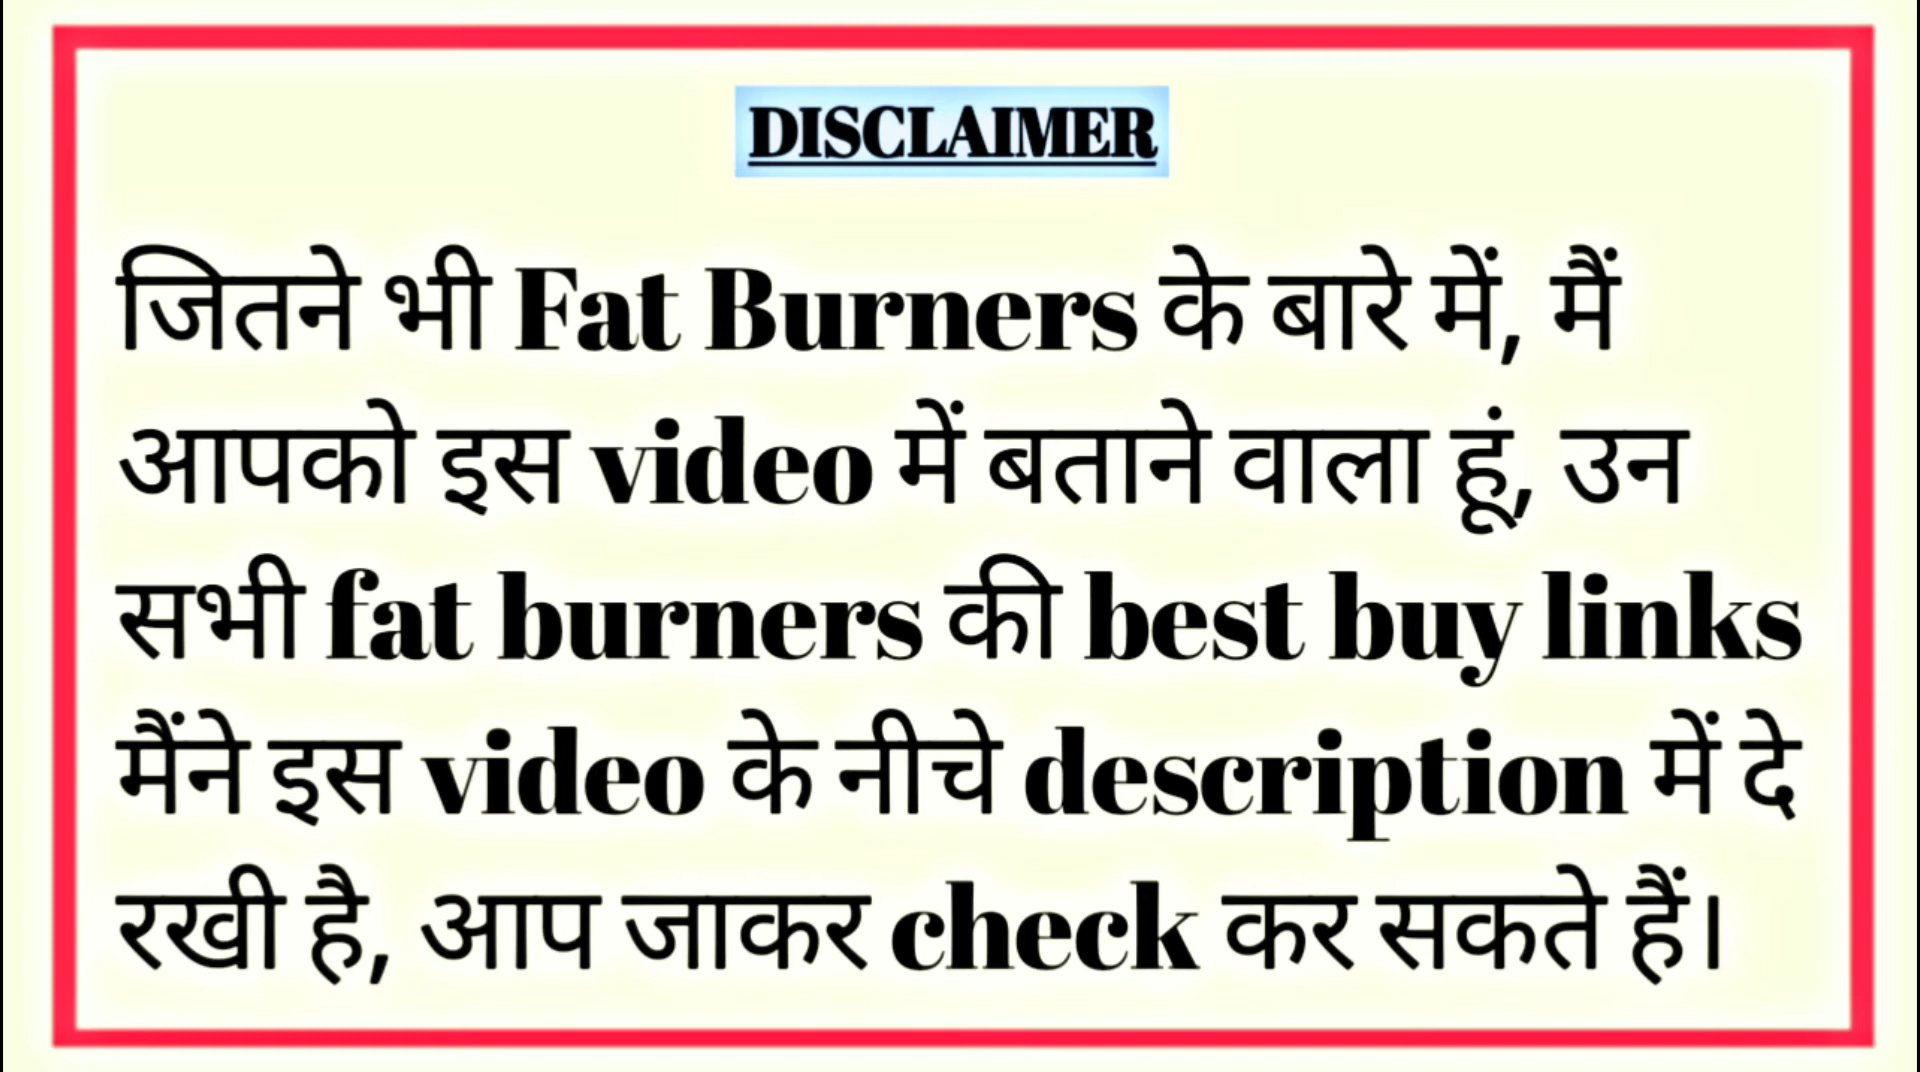 DISCLAIMER
जितने भी Fat Burners के बारे में, मैं
आपको इस video में बताने वाला हूं, उन
सभी fat burners की best buy links
मैंने इस video के नीचे description में दे
रखी है, आप जाकर check कर सकते हैं।